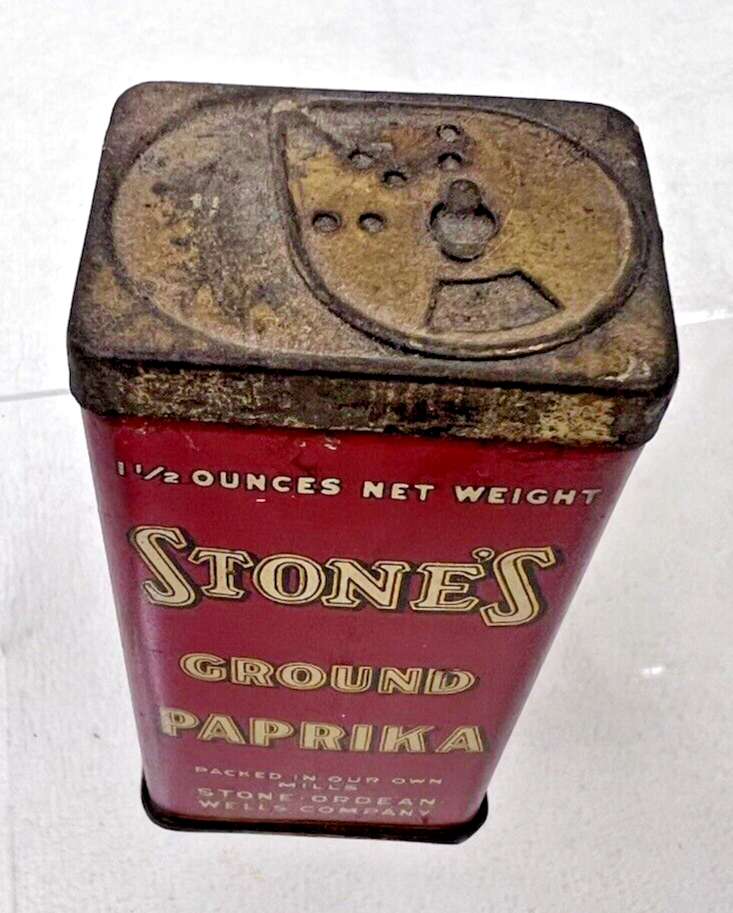 1 1/2 OUNCES NET WEIGHT
STONE'S
GROUND
PAPRIKA
PACKED IN OUR OWN
MILLS
STONE-ORDEAN
WELLS COMPANY